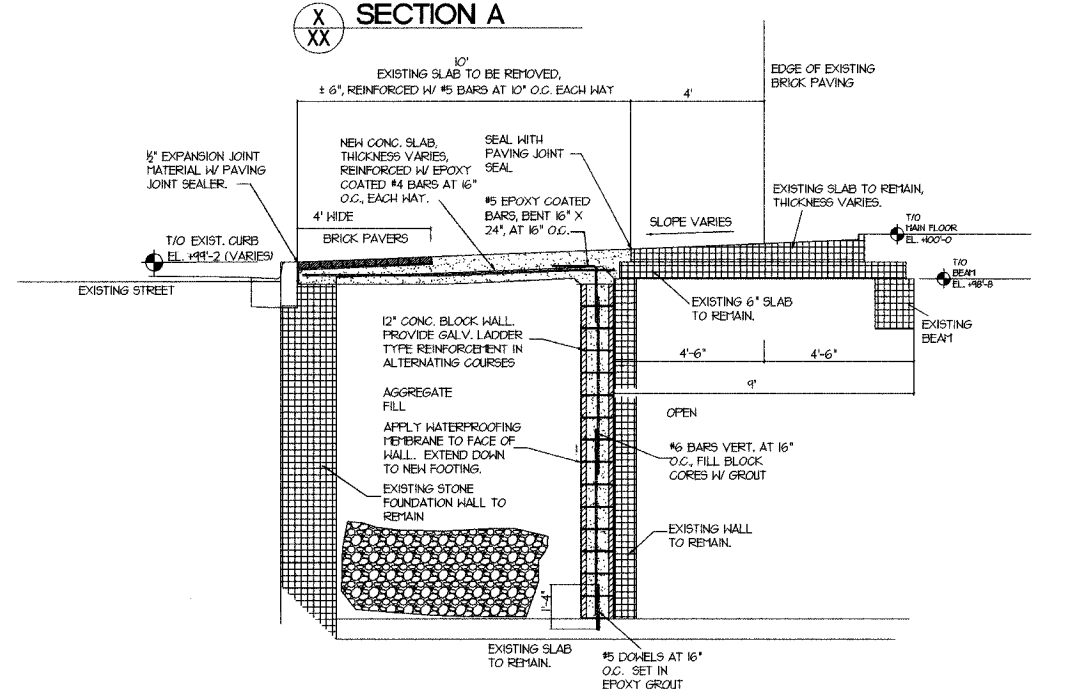 X
XX
SECTION A
10'
EXISTING SLAB TO BE REMOVED,
± 6", REINFORCED W/ #5 BARS AT 10" O.C. EACH WAY
4'
EDGE OF EXISTING
BRICK PAVING
½" EXPANSION JOINT
MATERIAL W/ PAVING
JOINT SEALER.
NEW CONC. SLAB,
THICKNESS VARIES,
REINFORCED W/ EPOXY
COATED #4 BARS AT 16"
O.C., EACH WAY.
SEAL WITH
PAVING JOINT
SEAL
#5 EPOXY COATED
BARS, BENT 16" X
24", AT 16" O.C.
EXISTING SLAB TO REMAIN,
THICKNESS VARIES.
4' WIDE
BRICK PAVERS
SLOPE VARIES
T/O
MAIN FLOOR
EL. +100'-0
T/O EXIST. CURB
EL. +99'-2 (VARIES)
T/O
BEAM
EL. +98'-8
EXISTING STREET
EXISTING 6" SLAB
TO REMAIN.
EXISTING
BEAM
12" CONC. BLOCK WALL.
PROVIDE GALV. LADDER
TYPE REINFORCEMENT IN
ALTERNATING COURSES
4'-6"
4'-6"
9'
AGGREGATE
FILL
OPEN
APPLY WATERPROOFING
MEMBRANE TO FACE OF
WALL. EXTEND DOWN
TO NEW FOOTING.
#6 BARS VERT. AT 16"
O.C., FILL BLOCK
CORES W/ GROUT
EXISTING STONE
FOUNDATION WALL TO
REMAIN
EXISTING WALL
TO REMAIN.
1'-4"
EXISTING SLAB
TO REMAIN.
#5 DOWELS AT 16"
O.C. SET IN
EPOXY GROUT